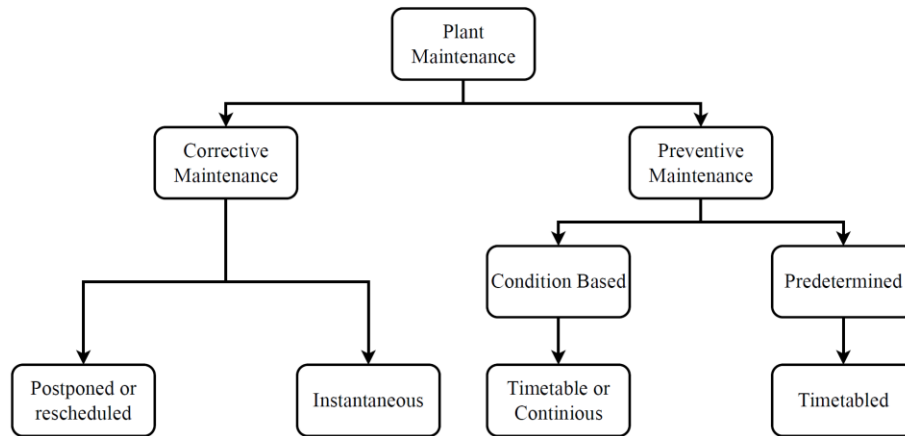 Plant
Maintenance
Corrective
Maintenance
Preventive
Maintenance
Condition Based
Predetermined
Postponed or
rescheduled
Instantaneous
Timetable or
Continious
Timetabled